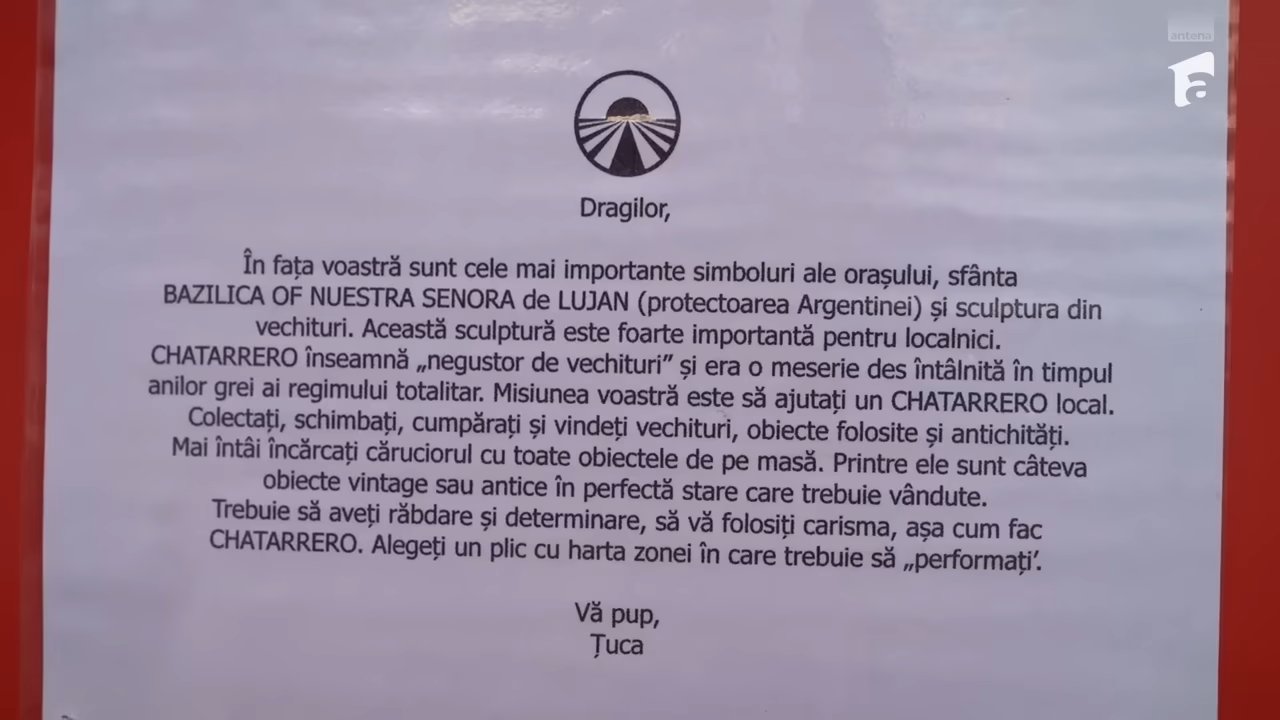 antena
a
Dragilor,
În fața voastră sunt cele mai importante simboluri ale orașului, sfânta
BAZILICA OF NUESTRA SENORA de LUJAN (protectoarea Argentinei) și sculptura din
vechituri. Această sculptură este foarte importantă pentru localnici.
CHATARRERO înseamnă „negustor de vechituri” și era o meserie des întâlnită în timpul
anilor grei ai regimului totalitar. Misiunea voastră este să ajutați un CHATARRERO local.
Colectați, schimbați, cumpărați și vindeți vechituri, obiecte folosite și antichități.
Mai întâi încărcați căruciorul cu toate obiectele de pe masă. Printre ele sunt câteva
obiecte vintage sau antice în perfectă stare care trebuie vândute.
Trebuie să aveți răbdare și determinare, să vă folosiți carisma, așa cum fac
CHATARRERO. Alegeți un plic cu harta zonei în care trebuie să „performați’.
Vă pup,
Țuca